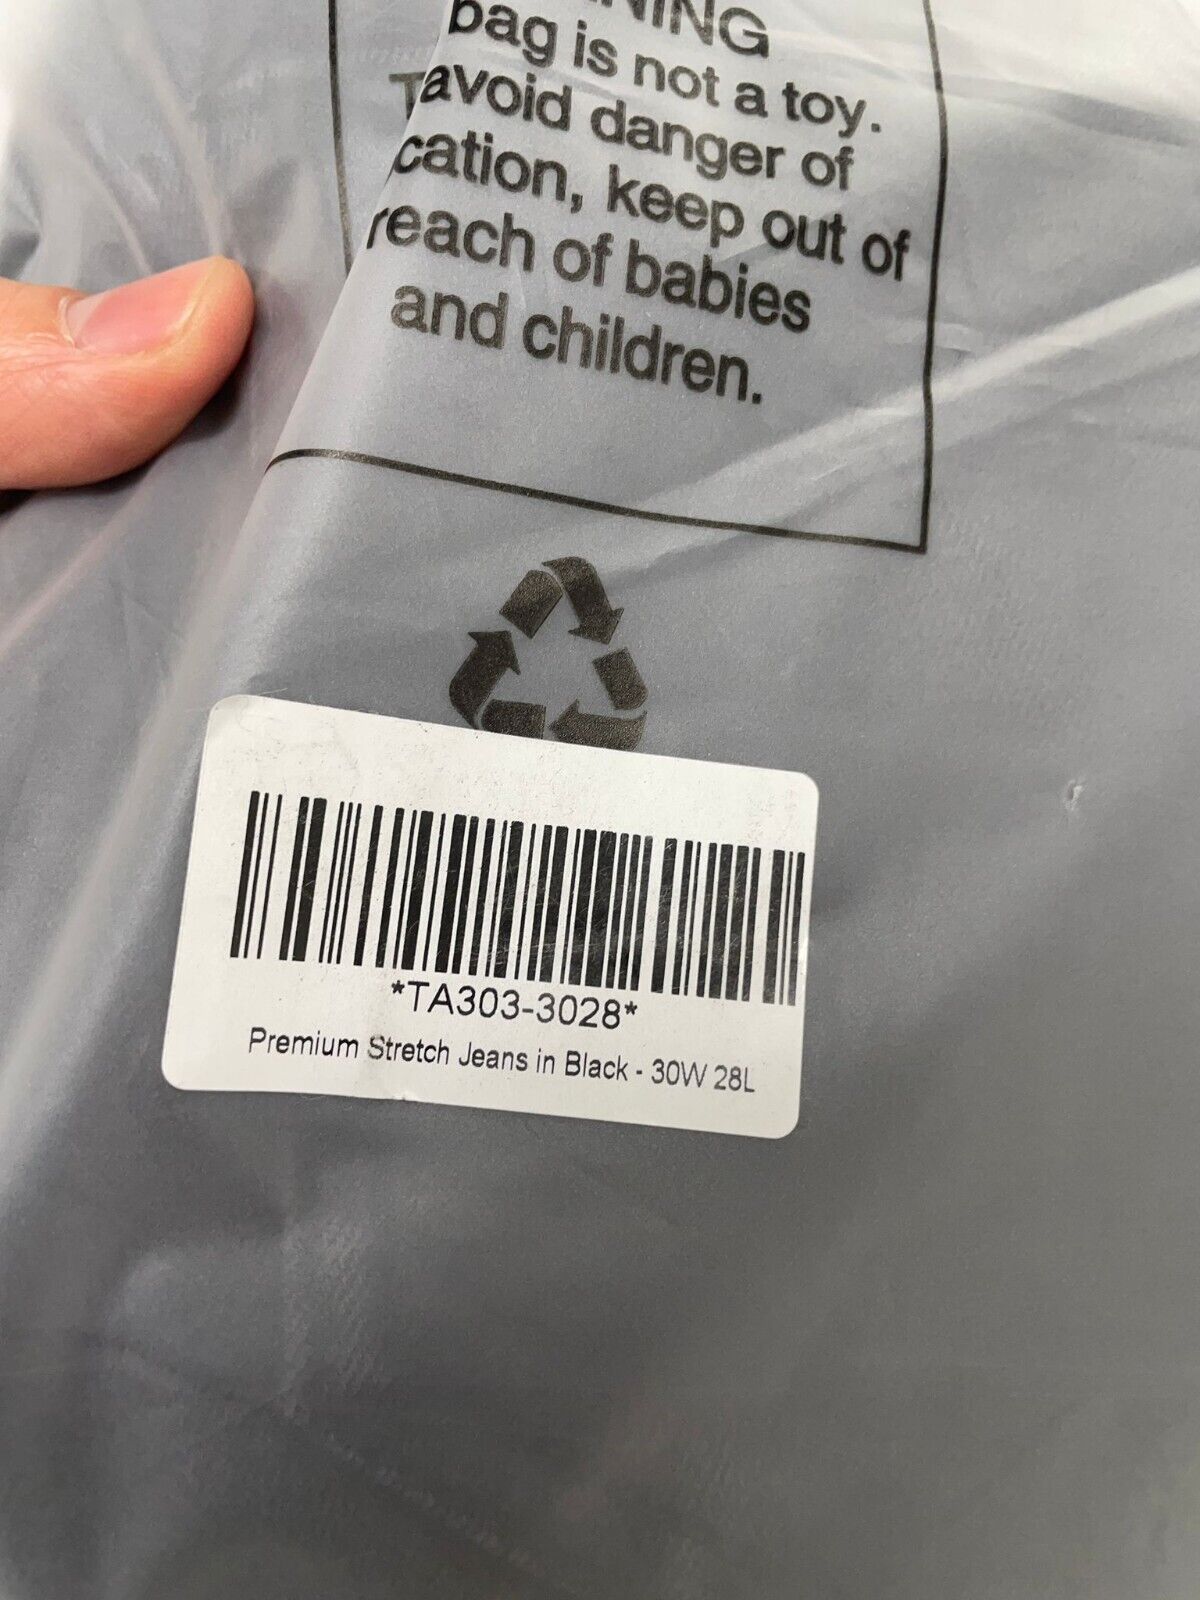 bag is not a toy.
avoid danger of
keep out of
reach of babies
and children.
*TA303-3028*
Premium Stretch Jeans in Black - 30W 28L